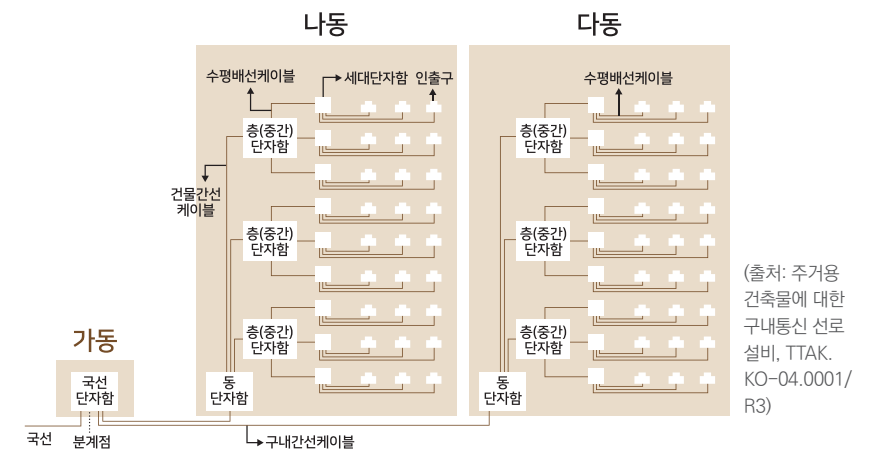 나동
다동
수평배선케이블
세대단자함
인출구
수평배선케이블
층(중간)
단자함
층(중간)
단자함
건물간선
케이블
층(중간)
단자함
층(중간)
단자함
층(중간)
단자함
층(중간)
단자함
(출처: 주거용
건축물에 대한
구내통신 선로
설비, TTAK.
KO-04.0001/
R3)
가동
국선
단자함
동
단자함
동
단자함
국선
분계점
구내간선케이블